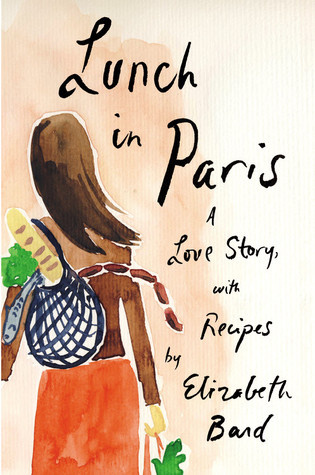 Lunch
in
Paris
A
Love Story,
with
Recipes
by
Elizabeth
Bard